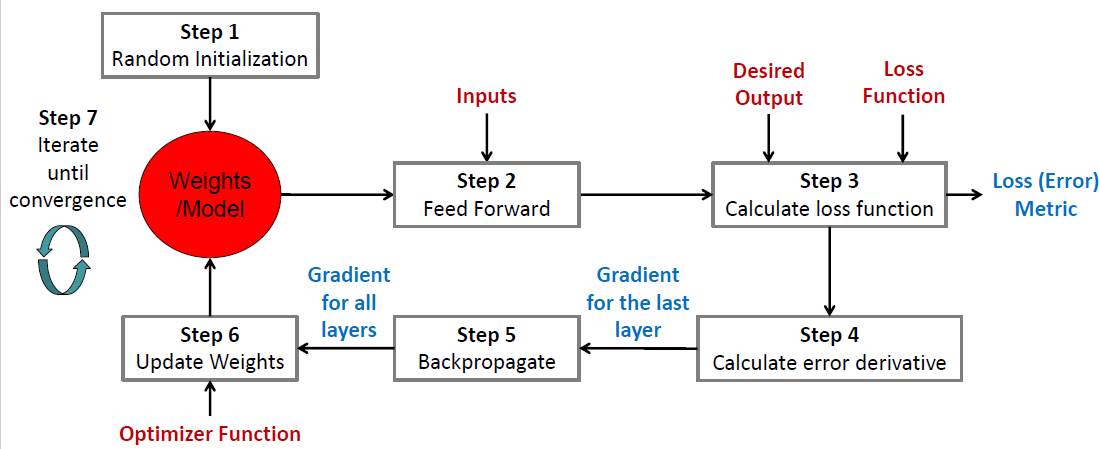 Step 1
Random Initialization
Step 7
Iterate
until
convergence
Weights
/Model
Inputs
Step 2
Feed Forward
Desired
Output
Loss
Function
Step 3
Calculate loss function
Loss (Error)
Metric
Step 4
Calculate error derivative
Gradient
for the last
layer
Step 5
Backpropagate
Gradient
for all
layers
Step 6
Update Weights
Optimizer Function